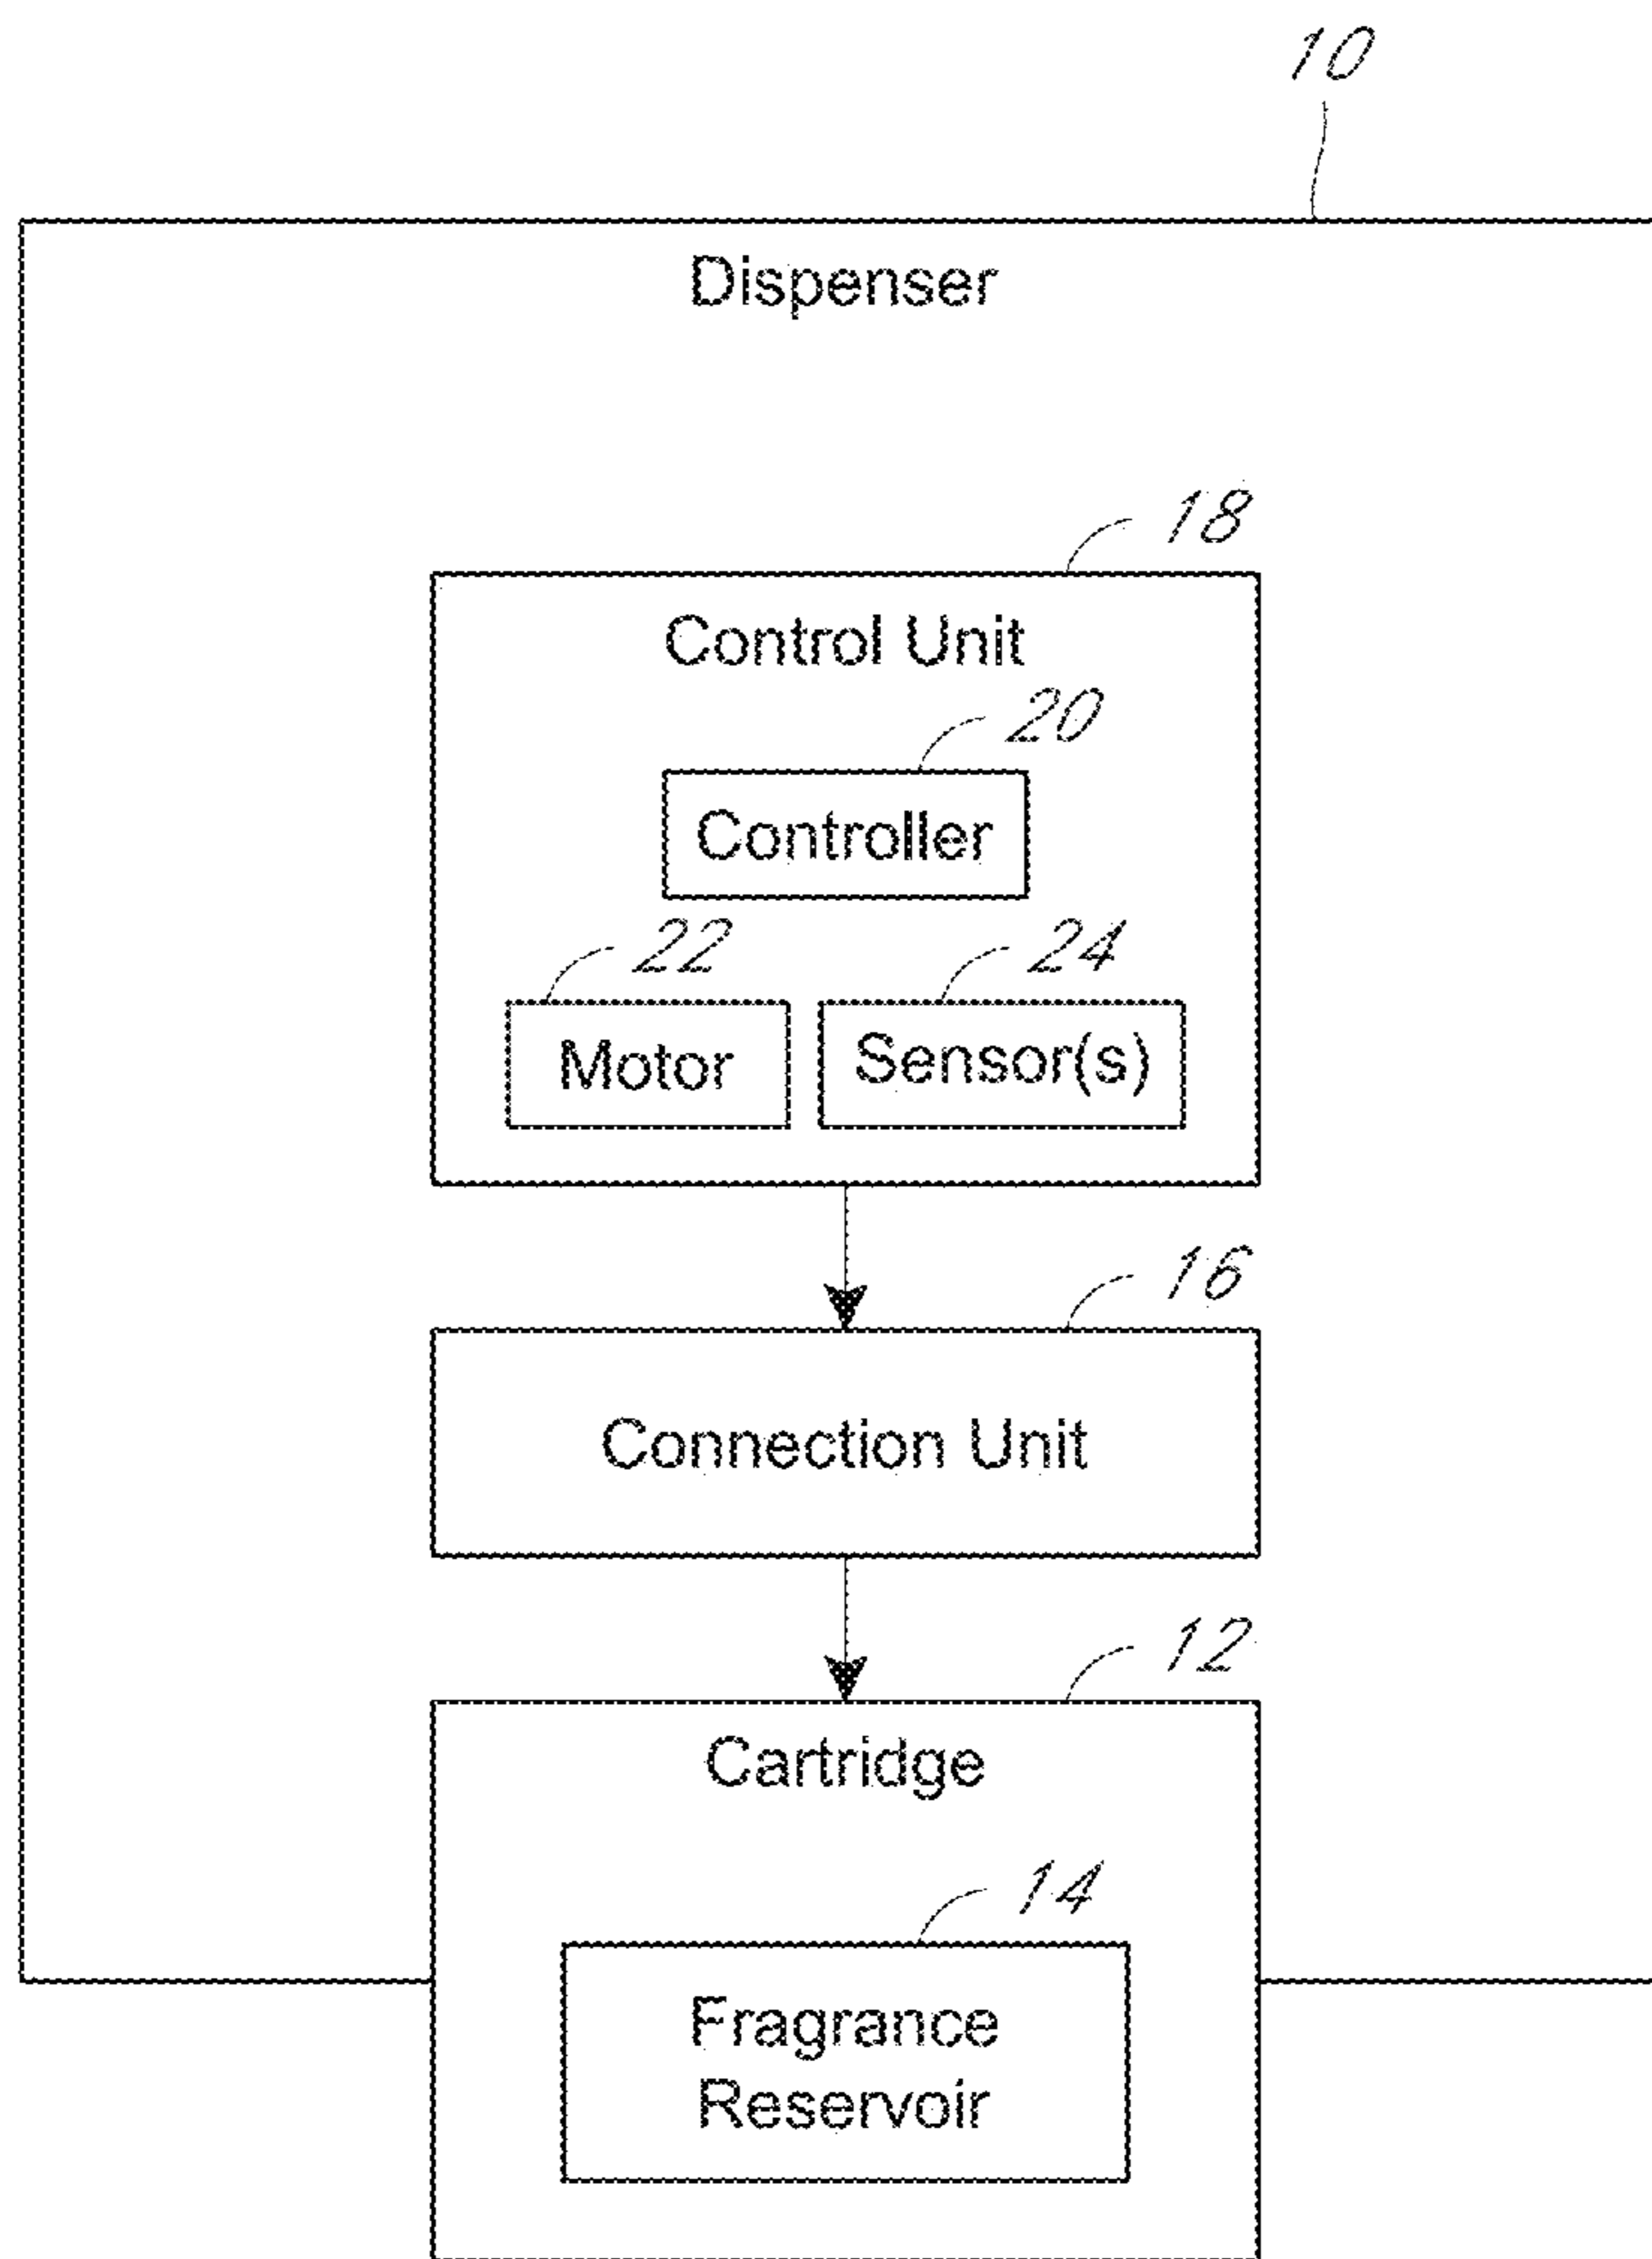 10
Dispenser
18
Control Unit
20
Controller
22
24
Motor
Sensor(s)
16
Connection Unit
12
Cartridge
14
Fragrance
Reservoir